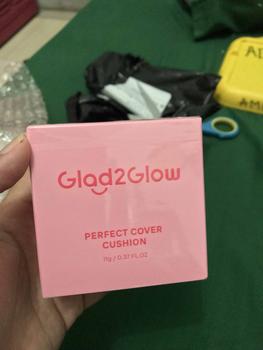 Glad2Glow
PERFECT COVER
CUSHION
11g / 0.37 FL.OZ